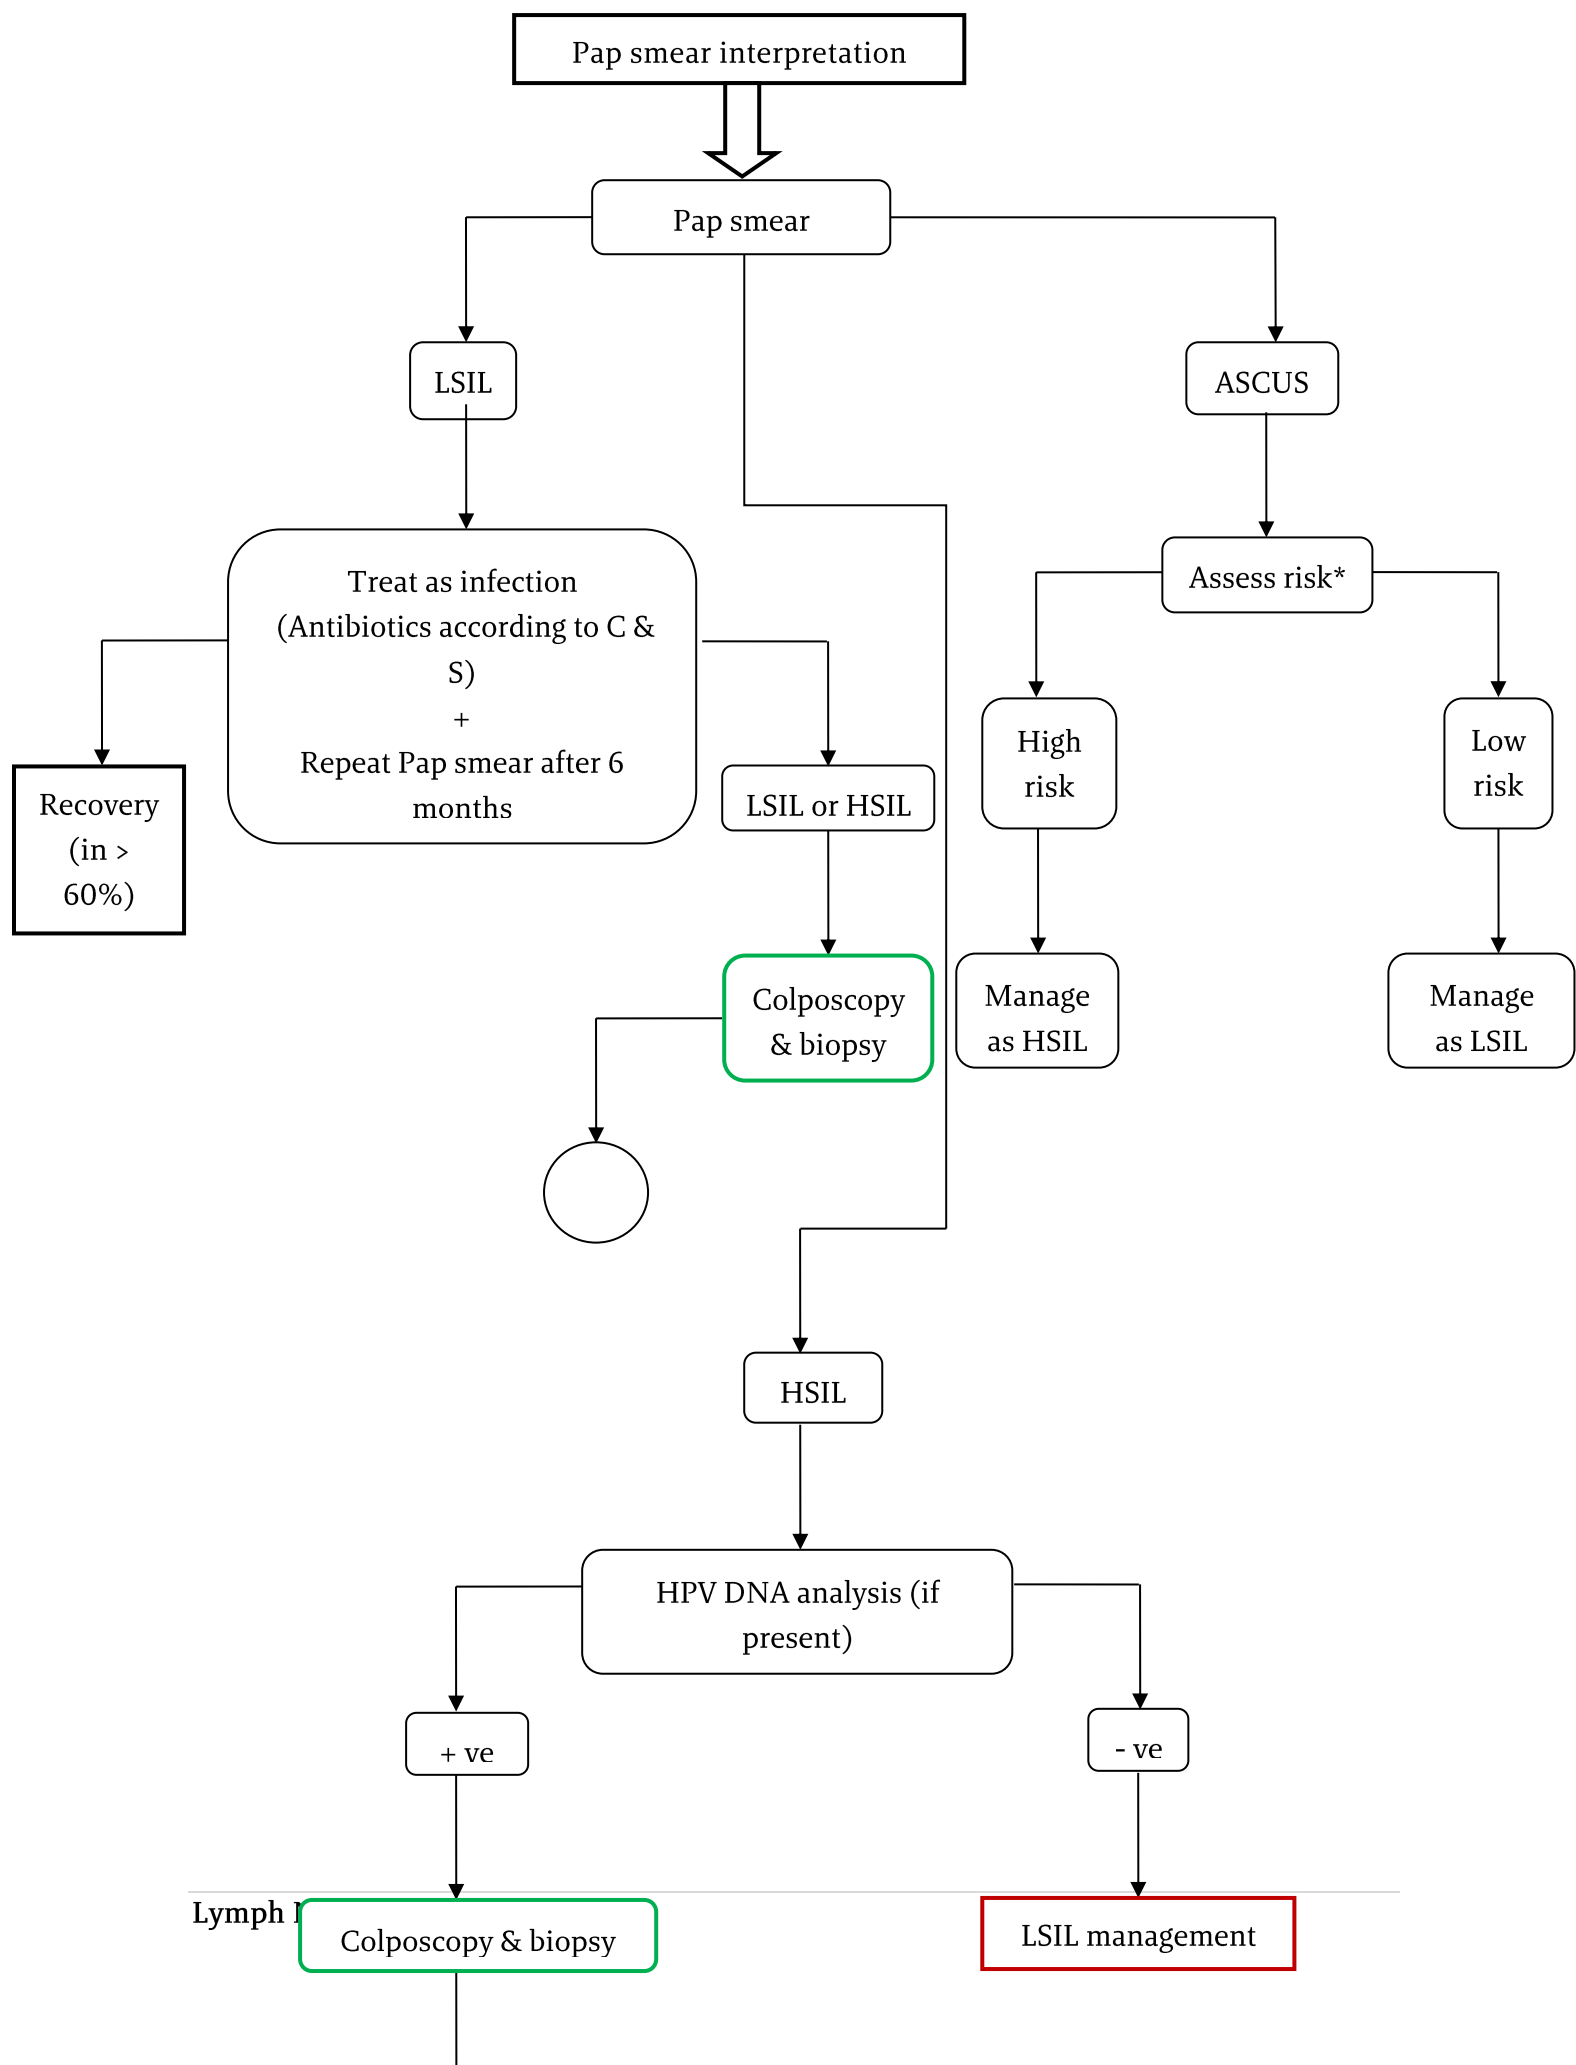 Pap smear interpretation
Pap smear
LSIL
ASCUS
Treat as infection
(Antibiotics according to C &
S)
+
Repeat Pap smear after 6
months
Assess risk*
High
risk
Low
risk
Recovery
(in >
60%)
LSIL or HSIL
Colposcopy
& biopsy
Manage
as HSIL
Manage
as LSIL
HSIL
HPV DNA analysis (if
present)
+ ve
- ve
Lymph
Colposcopy & biopsy
LSIL management